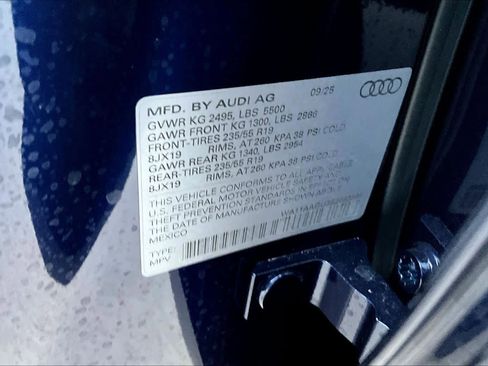 MFD. BY AUDI AG 09/25
GVWR KG 2495, LBS 5500
GAWR FRONT KG 1300, LBS 2866
FRONT-TIRES 235/55 R19
8JX19 RIMS, AT 260 KPA 38 PSI COLD
GAWR REAR KG 1340, LBS 2954
REAR-TIRES 235/55 R19
8JX19 RIMS, AT 260 KPA 38 PSI COLD
THIS VEHICLE CONFORMS TO ALL APPLICABLE
U.S. FEDERAL MOTOR VEHICLE SAFETY AND
THEFT PREVENTION STANDARDS IN EFFECT ON
THE DATE OF MANUFACTURE SHOWN ABOVE.
MEXICO
TYPE:
MPV